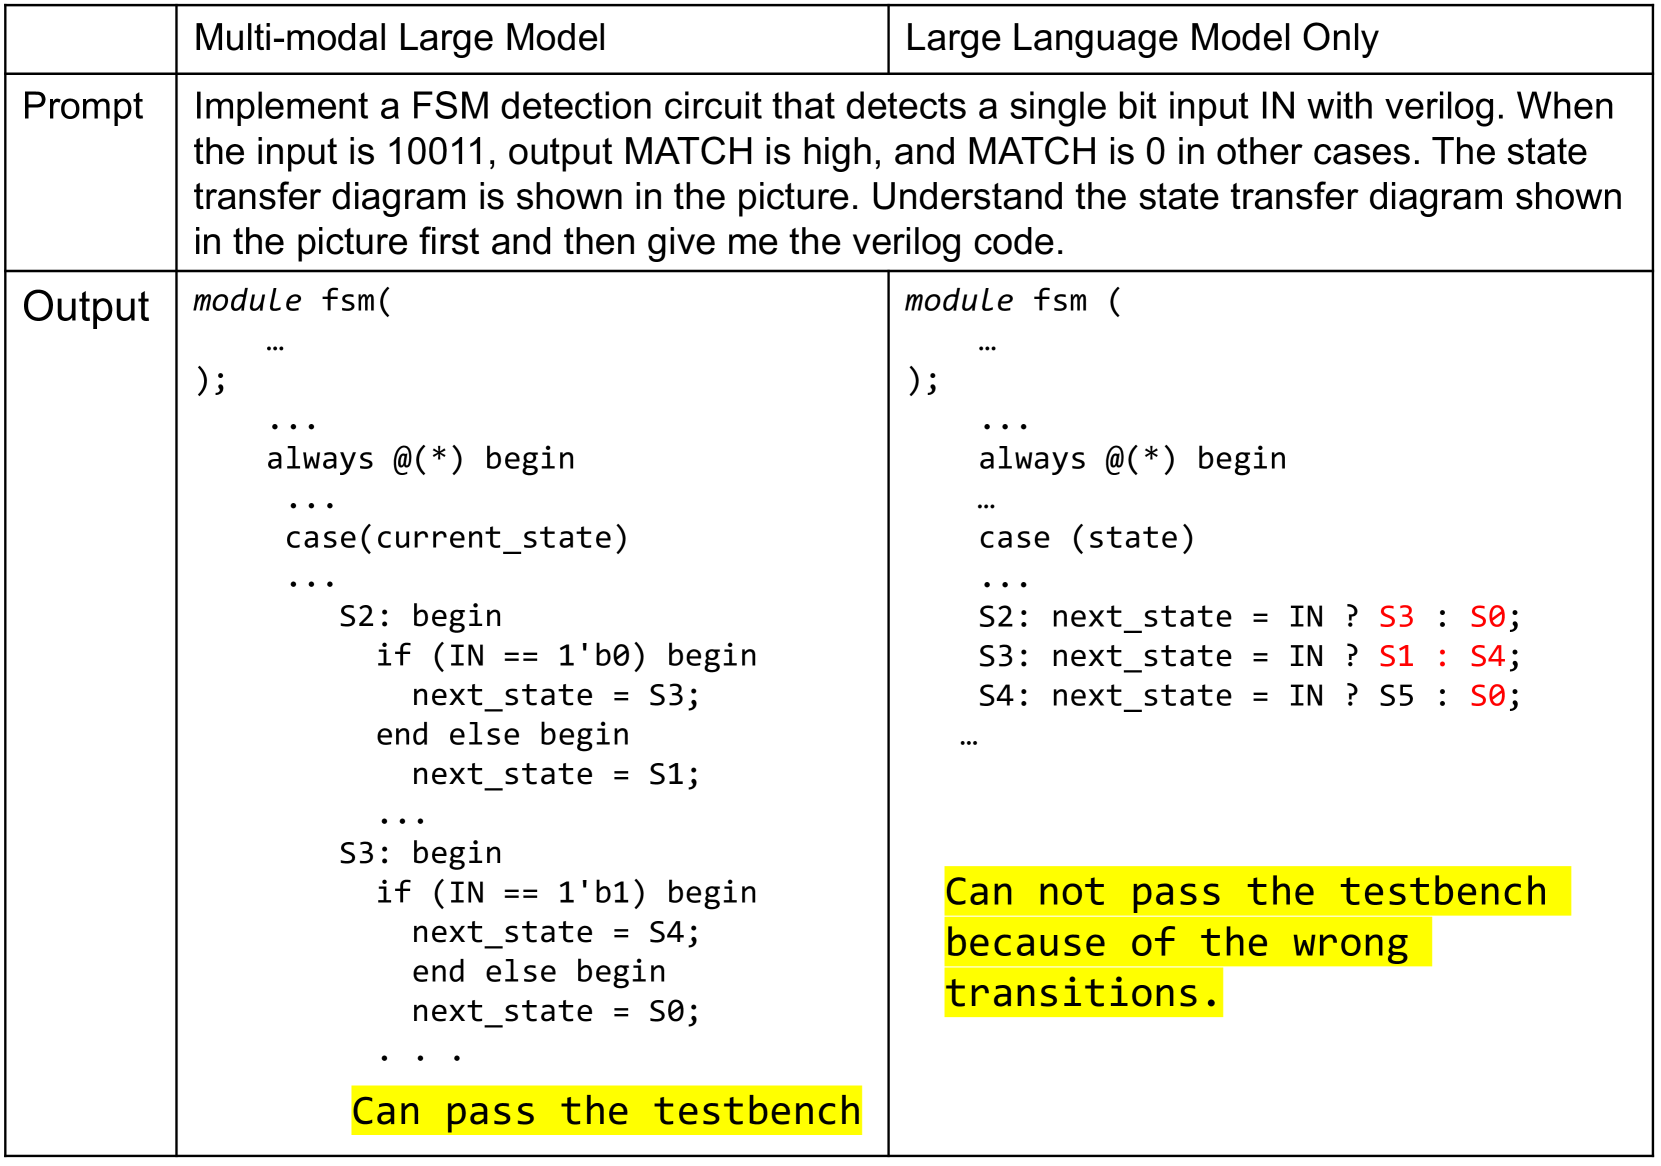 Multi-modal Large Model
Large Language Model Only
Prompt
Implement a FSM detection circuit that detects a single bit input IN with verilog. When
the input is 10011, output MATCH is high, and MATCH is 0 in other cases. The state
transfer diagram is shown in the picture. Understand the state transfer diagram shown
in the picture first and then give me the verilog code.
Output
module fsm(
…
);
...
always @(*) begin
...
case(current_state)
...
S2: begin
if (IN == 1'b0) begin
next_state = S3;
end else begin
next_state = S1;
...
S3: begin
if (IN == 1'b1) begin
next_state = S4;
end else begin
next_state = S0;
. . .
Can pass the testbench
module fsm (
…
);
...
always @(*) begin
…
case (state)
...
S2: next_state = IN ? S3 : S0;
S3: next_state = IN ? S1 : S4;
S4: next_state = IN ? S5 : S0;
…
Can not pass the testbench
because of the wrong
transitions.